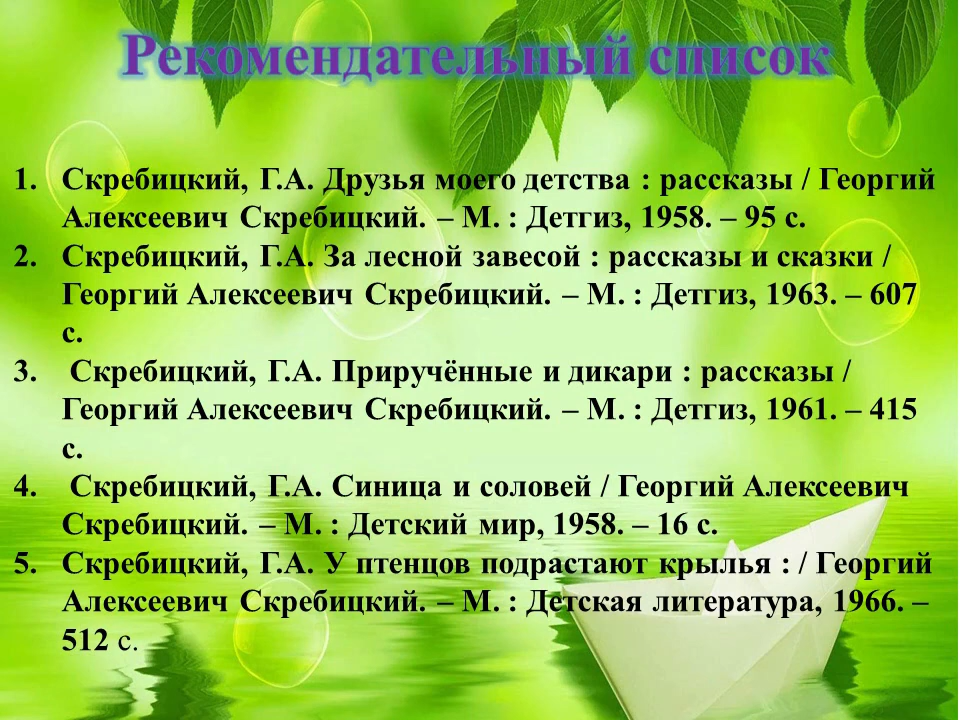 Рекомендательный список
1. Скребицкий, Г.А. Друзья моего детства : рассказы / Георгий
Алексеевич Скребицкий. – М. : Детгиз, 1958. – 95 с.
2. Скребицкий, Г.А. За лесной завесой : рассказы и сказки /
Георгий Алексеевич Скребицкий. – М. : Детгиз, 1963. – 607
с.
3. Скребицкий, Г.А. Приручённые и дикари : рассказы /
Георгий Алексеевич Скребицкий. – М. : Детгиз, 1961. – 415
с.
4. Скребицкий, Г.А. Синица и соловей / Георгий Алексеевич
Скребицкий. – М. : Детский мир, 1958. – 16 с.
5. Скребицкий, Г.А. У птенцов подрастают крылья : / Георгий
Алексеевич Скребицкий. – М. : Детская литература, 1966. –
512 с.